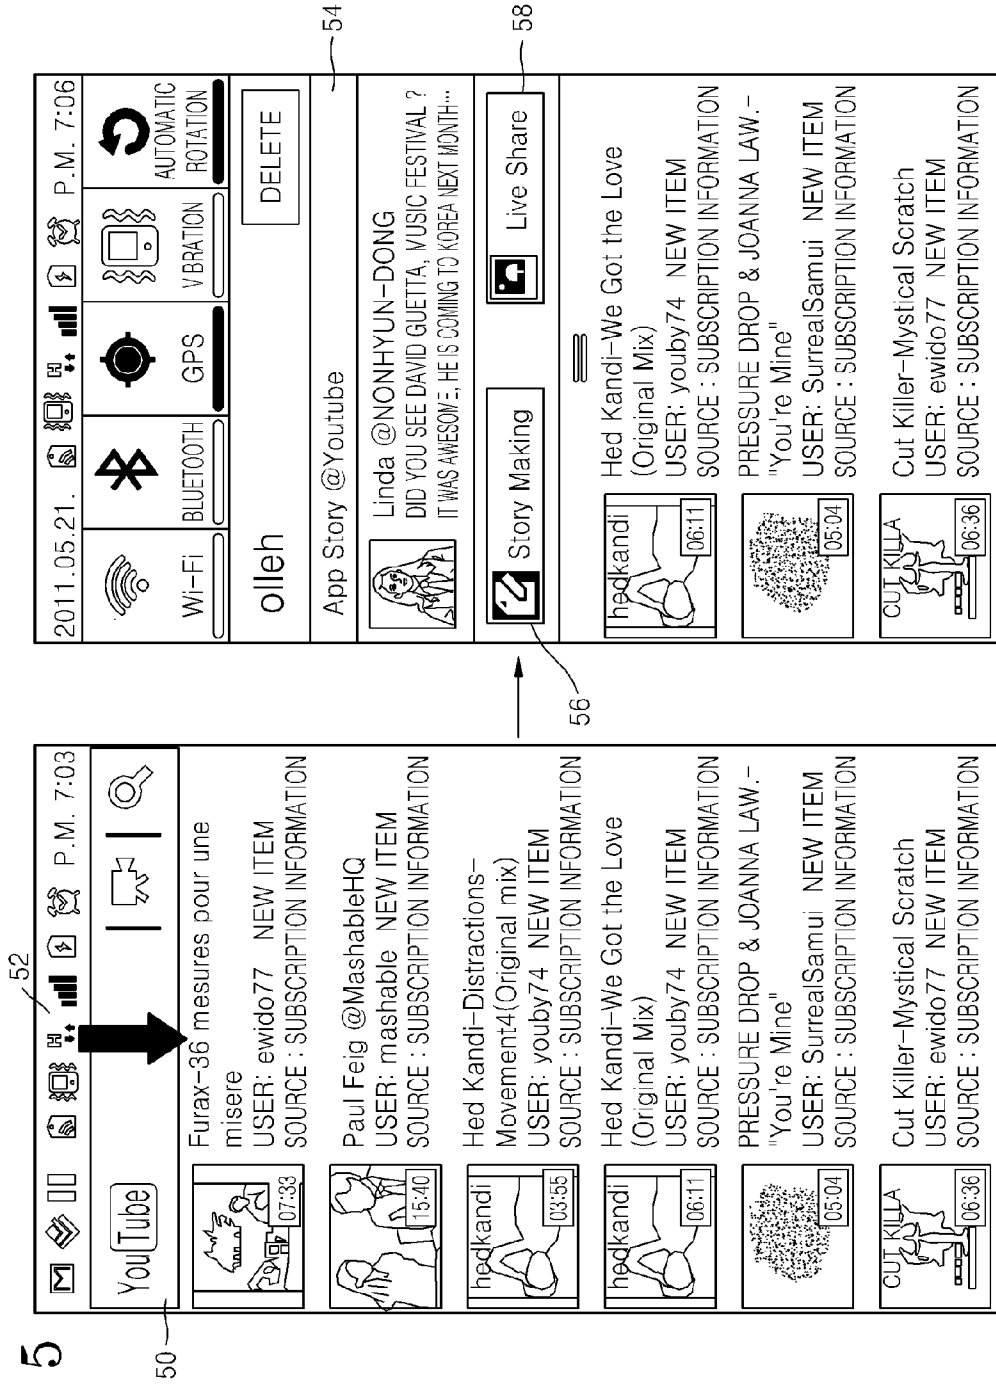 5
52
P.M. 7:03
YouTube
50
Furax-36 mesures pour une
misere
USER: ewido77 NEW ITEM
SOURCE : SUBSCRIPTION INFORMATION
07:33
Paul Feig @MashableHQ
USER: mashable NEW ITEM
SOURCE : SUBSCRIPTION INFORMATION
15:40
Hed Kandi-Distractions-
Movement4(Original mix)
USER: youby74 NEW ITEM
SOURCE : SUBSCRIPTION INFORMATION
hedkandi
03:55
Hed Kandi-We Got the Love
(Original Mix)
USER: youby74 NEW ITEM
SOURCE : SUBSCRIPTION INFORMATION
hedkandi
06:11
PRESSURE DROP & JOANNA LAW.-
"You're Mine"
USER: SurrealSamui NEW ITEM
SOURCE : SUBSCRIPTION INFORMATION
05:04
Cut Killer-Mystical Scratch
USER: ewido77 NEW ITEM
SOURCE : SUBSCRIPTION INFORMATION
CUT KILLA
06:36
2011.05.21. H P.M. 7:06
Wi-Fi
BLUETOOTH
GPS
VIBRATION
AUTOMATIC
ROTATION
olleh
DELETE
App Story @Youtube
54
Linda @NONHYUN-DONG
DID YOU SEE DAVID GUETTA, MUSIC FESTIVAL ?
IT WAS AWESOME, HE IS COMING TO KOREA NEXT MONTH...
Story Making
Live Share
56
58
Hed Kandi-We Got the Love
(Original Mix)
USER: youby74 NEW ITEM
SOURCE : SUBSCRIPTION INFORMATION
hedkandi
06:11
PRESSURE DROP & JOANNA LAW.-
"You're Mine"
USER: SurrealSamui NEW ITEM
SOURCE : SUBSCRIPTION INFORMATION
05:04
Cut Killer-Mystical Scratch
USER: ewido77 NEW ITEM
SOURCE : SUBSCRIPTION INFORMATION
CUT KILLA
06:36